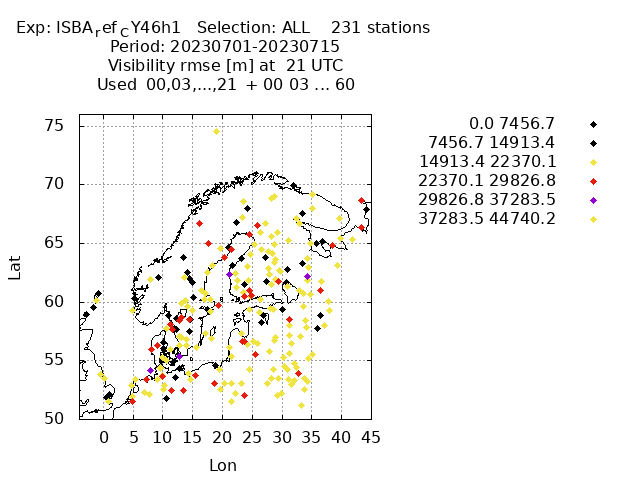 Exp: ISBA_ref_CY46h1   Selection: ALL    231 stations
Period: 20230701-20230715
Visibility rmse [m] at  21 UTC
Used  00,03,...,21  + 00 03 ... 60
0.0 7456.7
7456.7 14913.4
14913.4 22370.1
22370.1 29826.8
29826.8 37283.5
37283.5 44740.2
75
70
65
60
55
50
Lat
0 5 10 15 20 25 30 35 40 45
Lon